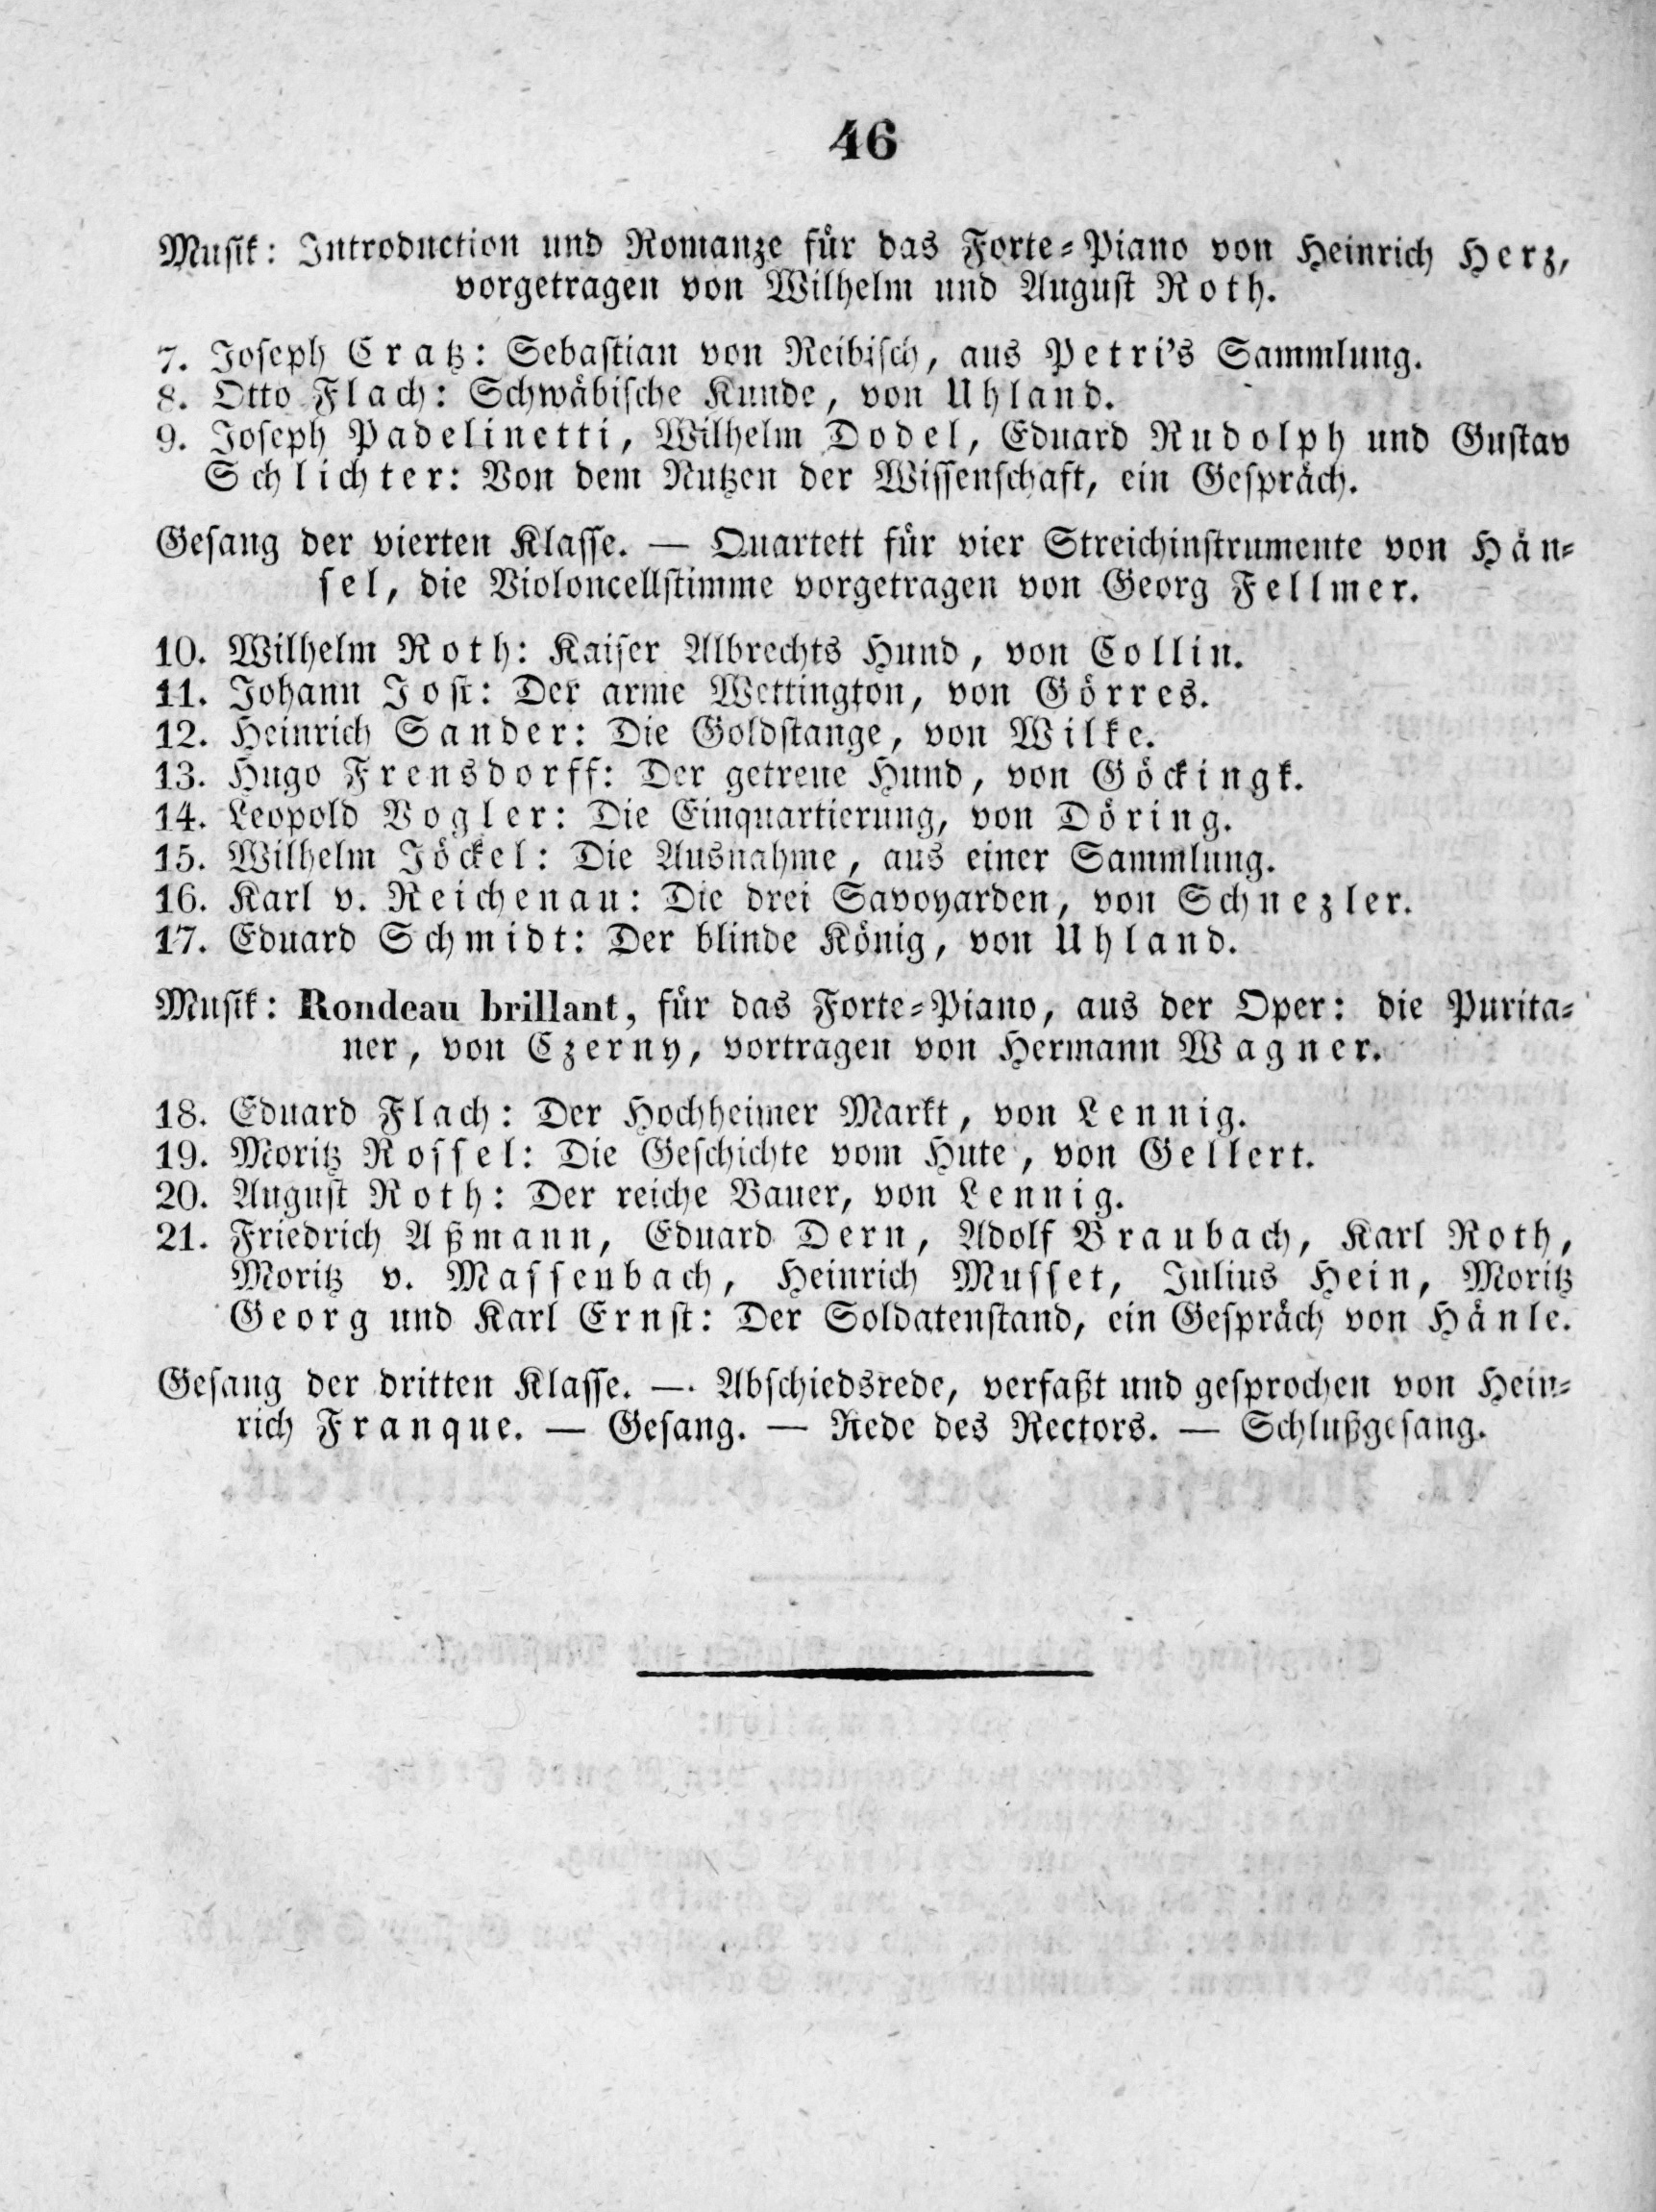 46
Musik: Introduction und Romanze für das Forte-Piano von Heinrich Herz,
vorgetragen von Wilhelm und August Roth.
7. Joseph Cratz: Sebastian von Reibisch, aus Petri's Sammlung.
8. Otto Flach: Schwäbische Kunde, von Uhland.
9. Joseph Padelinetti, Wilhelm Dodel, Eduard Rudolph und Gustav
Schlichter: Von dem Nutzen der Wissenschaft, ein Gespräch.
Gesang der vierten Klasse. — Quartett für vier Streichinstrumente von Hän-
sel, die Violoncellstimme vorgetragen von Georg Fellmer.
10. Wilhelm Roth: Kaiser Albrechts Hund, von Collin.
11. Johann Jost: Der arme Wettington, von Görres.
12. Heinrich Sander: Die Goldstange, von Wilke.
13. Hugo Frensdorff: Der getreue Hund, von Göckingk.
14. Leopold Vogler: Die Einquartierung, von Döring.
15. Wilhelm Jöckel: Die Ausnahme, aus einer Sammlung.
16. Karl v. Reichenau: Die drei Savoyarden, von Schnezler.
17. Eduard Schmidt: Der blinde König, von Uhland.
Musik: Rondeau brillant, für das Forte-Piano, aus der Oper: die Purita-
ner, von Czerny, vortragen von Hermann Wagner.
18. Eduard Flach: Der Hochheimer Markt, von Lennig.
19. Moritz Rossel: Die Geschichte vom Hute, von Gellert.
20. August Roth: Der reiche Bauer, von Lennig.
21. Friedrich Aßmann, Eduard Dern, Adolf Braubach, Karl Roth,
Moritz v. Massenbach, Heinrich Musset, Julius Hein, Moritz
Georg und Karl Ernst: Der Soldatenstand, ein Gespräch von Hänle.
Gesang der dritten Klasse. — Abschiedsrede, verfaßt und gesprochen von Hein-
rich Franque. — Gesang. — Rede des Rectors. — Schlußgesang.